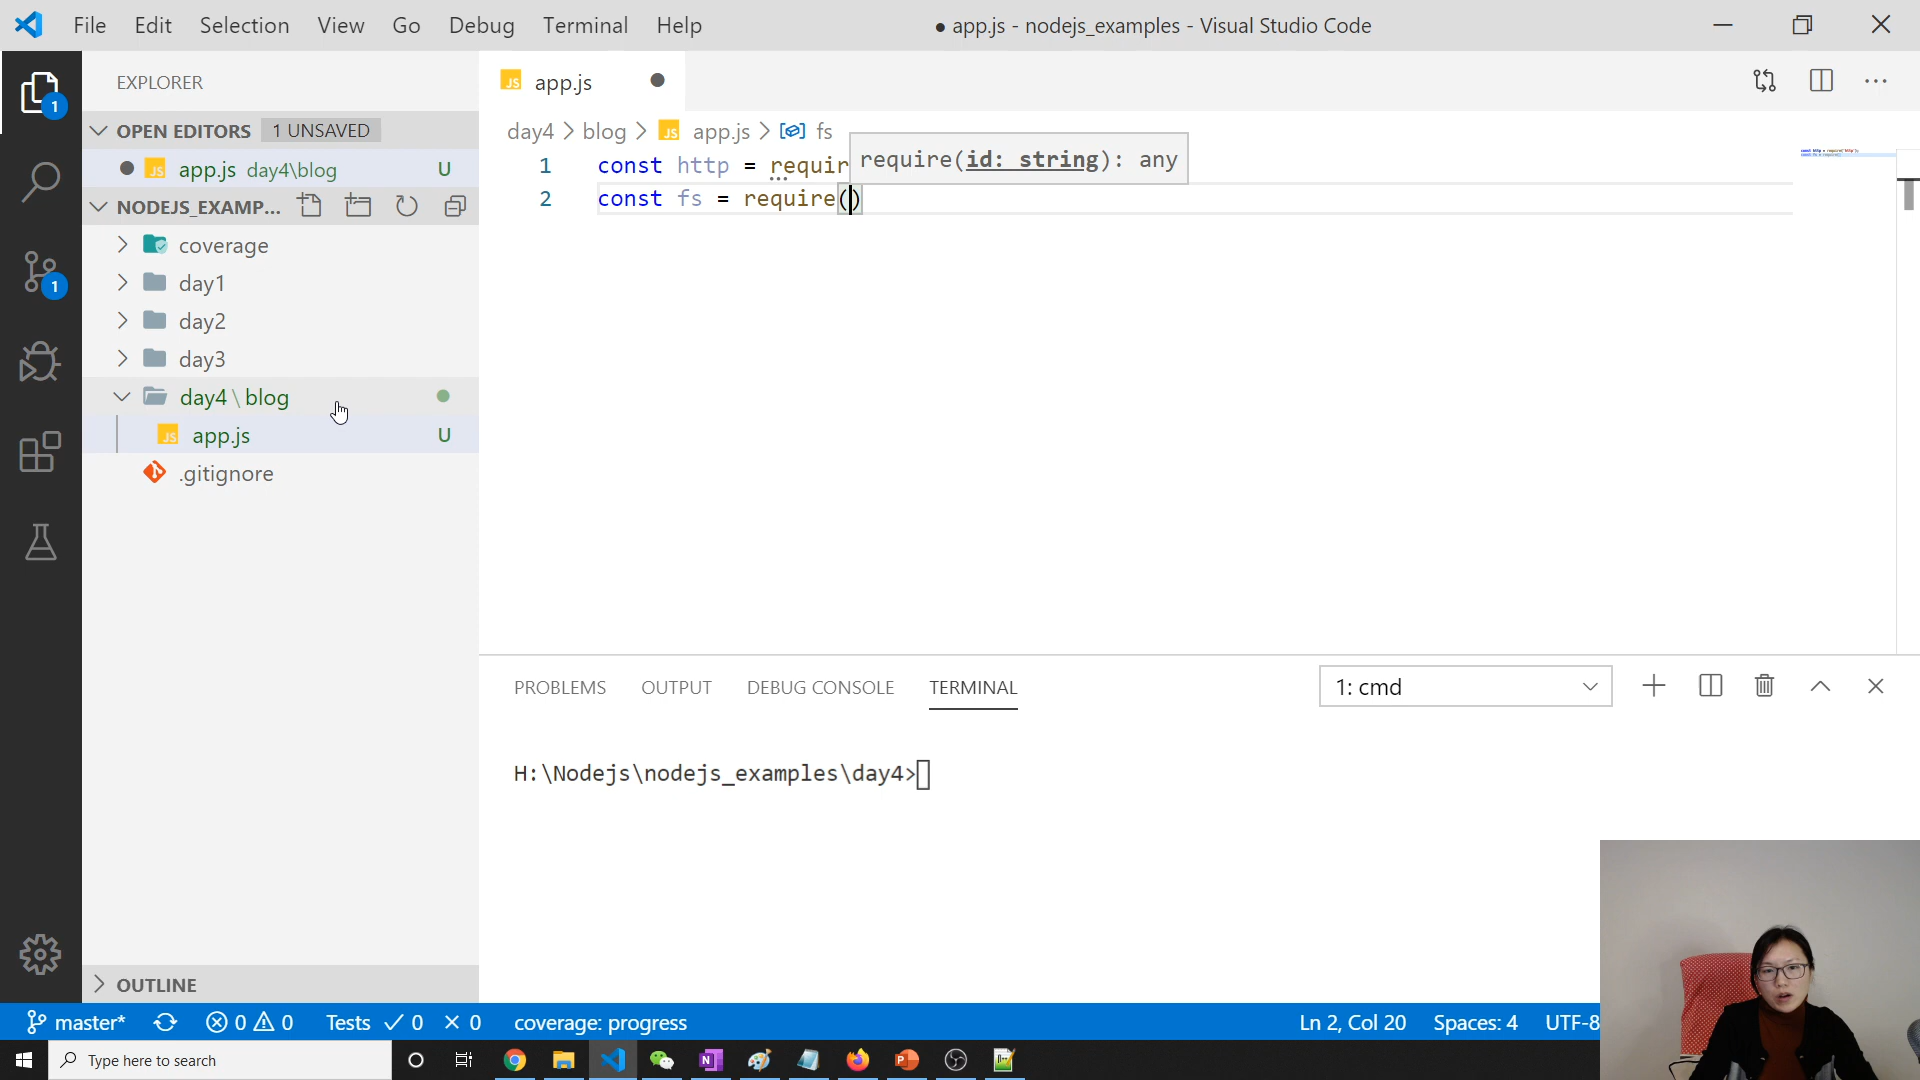 File Edit Selection View Go Debug Terminal Help
● app.js - nodejs_examples - Visual Studio Code
EXPLORER
OPEN EDITORS 1 UNSAVED
app.js day4\blog U
NODEJS_EXAMP...
coverage
day1
day2
day3
day4 \ blog
app.js U
.gitignore
OUTLINE
app.js
day4 > blog > app.js > fs
1 const http = requir
require(id: string): any
2 const fs = require()
PROBLEMS OUTPUT DEBUG CONSOLE TERMINAL
1: cmd
H:\Nodejs\nodejs_examples\day4>
master* 0 0 Tests 0 0 coverage: progress
Ln 2, Col 20 Spaces: 4 UTF-8
Type here to search
1
1